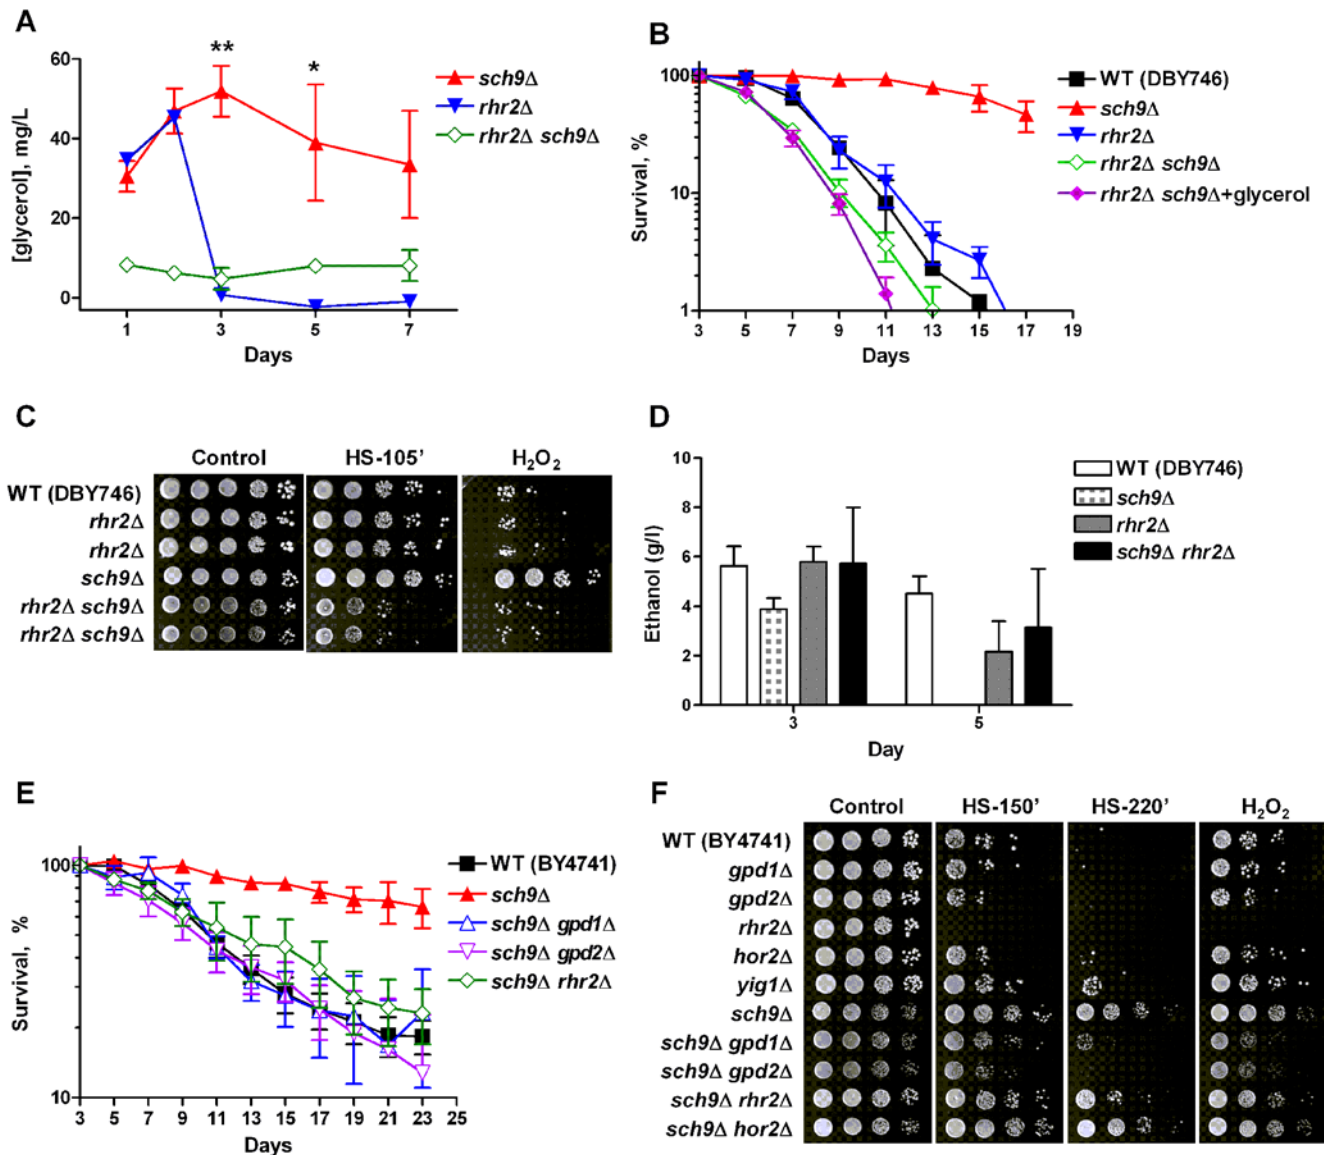 A
60
40
20
0
[glycerol], mg/L
**
*
1 3 5 7
Days
sch9Δ
rhr2Δ
rhr2Δ sch9Δ
B
100
10
1
Survival, %
3 5 7 9 11 13 15 17 19
Days
WT (DBY746)
sch9Δ
rhr2Δ
rhr2Δ sch9Δ
rhr2Δ sch9Δ+glycerol
C
Control HS-105’ H₂O₂
WT (DBY746)
rhr2Δ
rhr2Δ
sch9Δ
rhr2Δ sch9Δ
rhr2Δ sch9Δ
D
10
8
6
4
2
0
Ethanol (g/l)
3 5
Day
WT (DBY746)
sch9Δ
rhr2Δ
sch9Δ rhr2Δ
E
100
10
Survival, %
3 5 7 9 11 13 15 17 19 21 23 25
Days
WT (BY4741)
sch9Δ
sch9Δ gpd1Δ
sch9Δ gpd2Δ
sch9Δ rhr2Δ
F
Control HS-150’ HS-220’ H₂O₂
WT (BY4741)
gpd1Δ
gpd2Δ
rhr2Δ
hor2Δ
yig1Δ
sch9Δ
sch9Δ gpd1Δ
sch9Δ gpd2Δ
sch9Δ rhr2Δ
sch9Δ hor2Δ